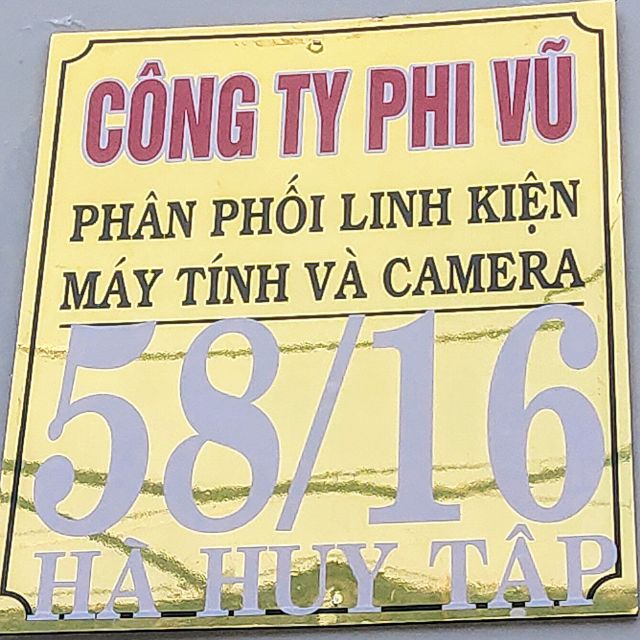 CÔNG TY PHI VŨ
PHÂN PHỐI LINH KIỆN
MÁY TÍNH VÀ CAMERA
58/16
HÀ HUY TẬP